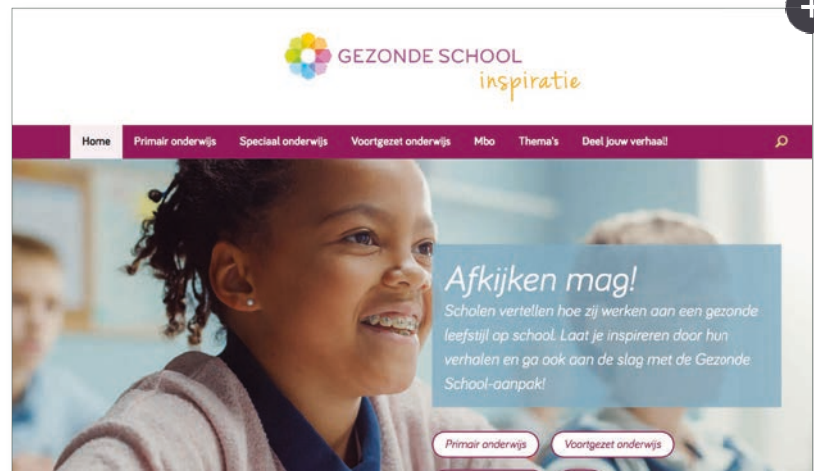 GEZONDE SCHOOL
inspiratie
Home Primair onderwijs Speciaal onderwijs Voortgezet onderwijs Mbo Thema's Deel jouw verhaal!
Afkijken mag!
Scholen vertellen hoe zij werken aan een gezonde
leefstijl op school. Laat je inspireren door hun
verhalen en ga ook aan de slag met de Gezonde
School-aanpak!
Primair onderwijs Voortgezet onderwijs